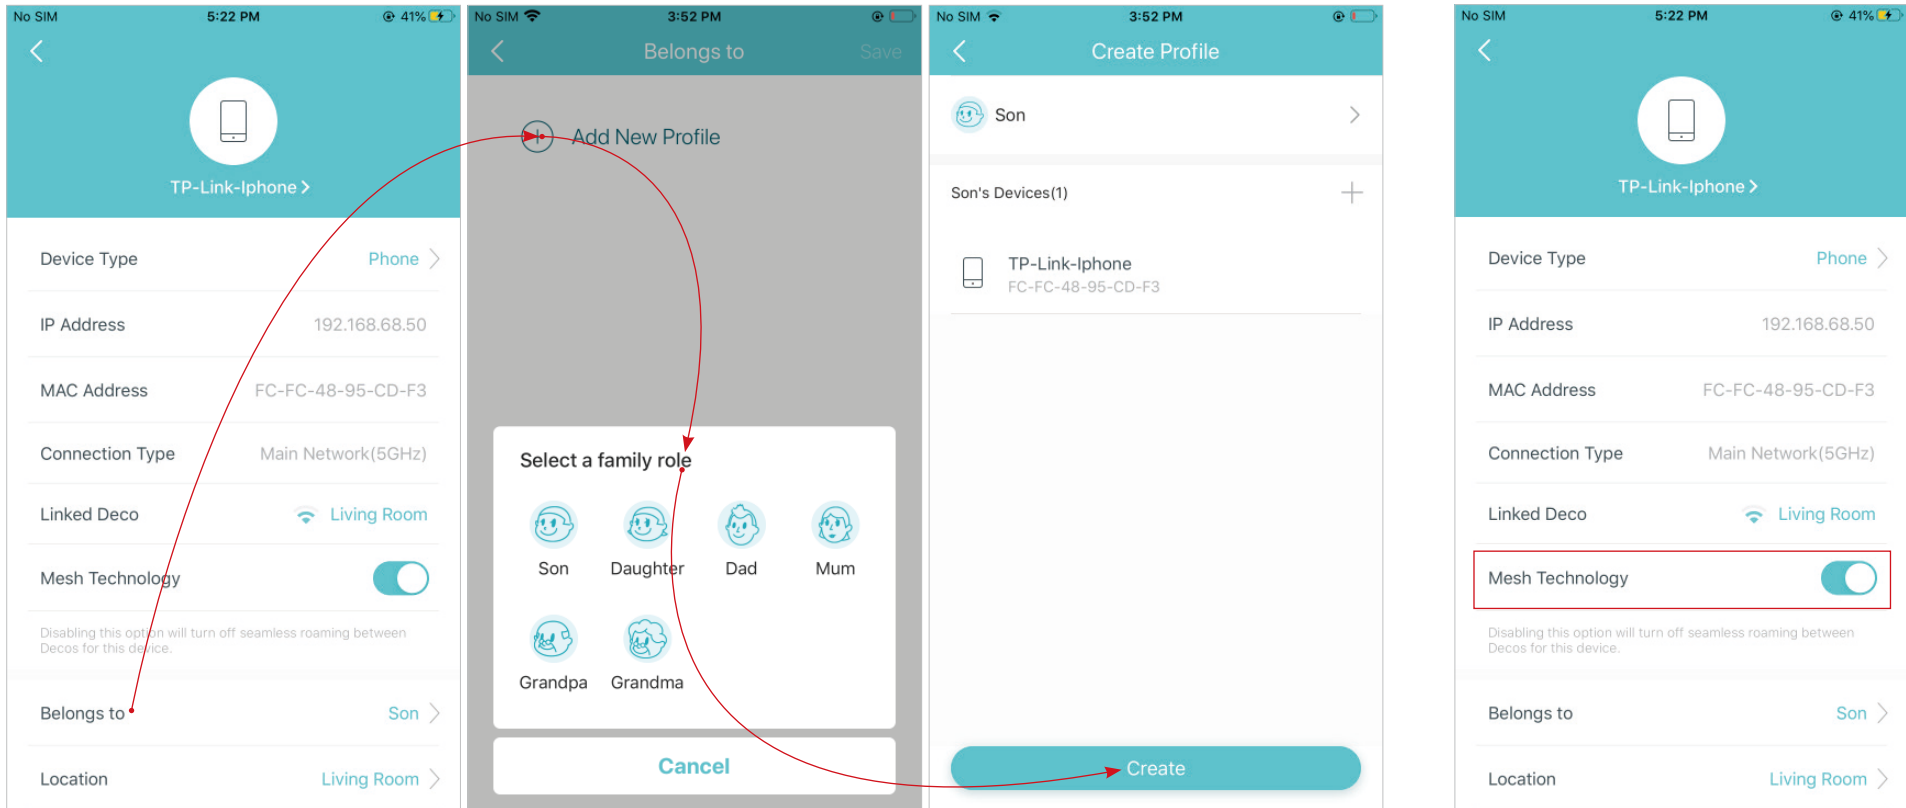 No SIM 5:22 PM 41%
TP-Link-Iphone
Device Type Phone
IP Address 192.168.68.50
MAC Address FC-FC-48-95-CD-F3
Connection Type Main Network(5GHz)
Linked Deco Living Room
Mesh Technology
Disabling this option will turn off seamless roaming between
Decos for this device.
Belongs to Son
Location Living Room
No SIM 3:52 PM
Belongs to Save
Add New Profile
Select a family role
Son Daughter Dad Mum
Grandpa Grandma
Cancel
No SIM 3:52 PM
Create Profile
Son
Son's Devices(1)
TP-Link-Iphone
FC-FC-48-95-CD-F3
Create
No SIM 5:22 PM 41%
TP-Link-Iphone
Device Type Phone
IP Address 192.168.68.50
MAC Address FC-FC-48-95-CD-F3
Connection Type Main Network(5GHz)
Linked Deco Living Room
Mesh Technology
Disabling this option will turn off seamless roaming between
Decos for this device.
Belongs to Son
Location Living Room